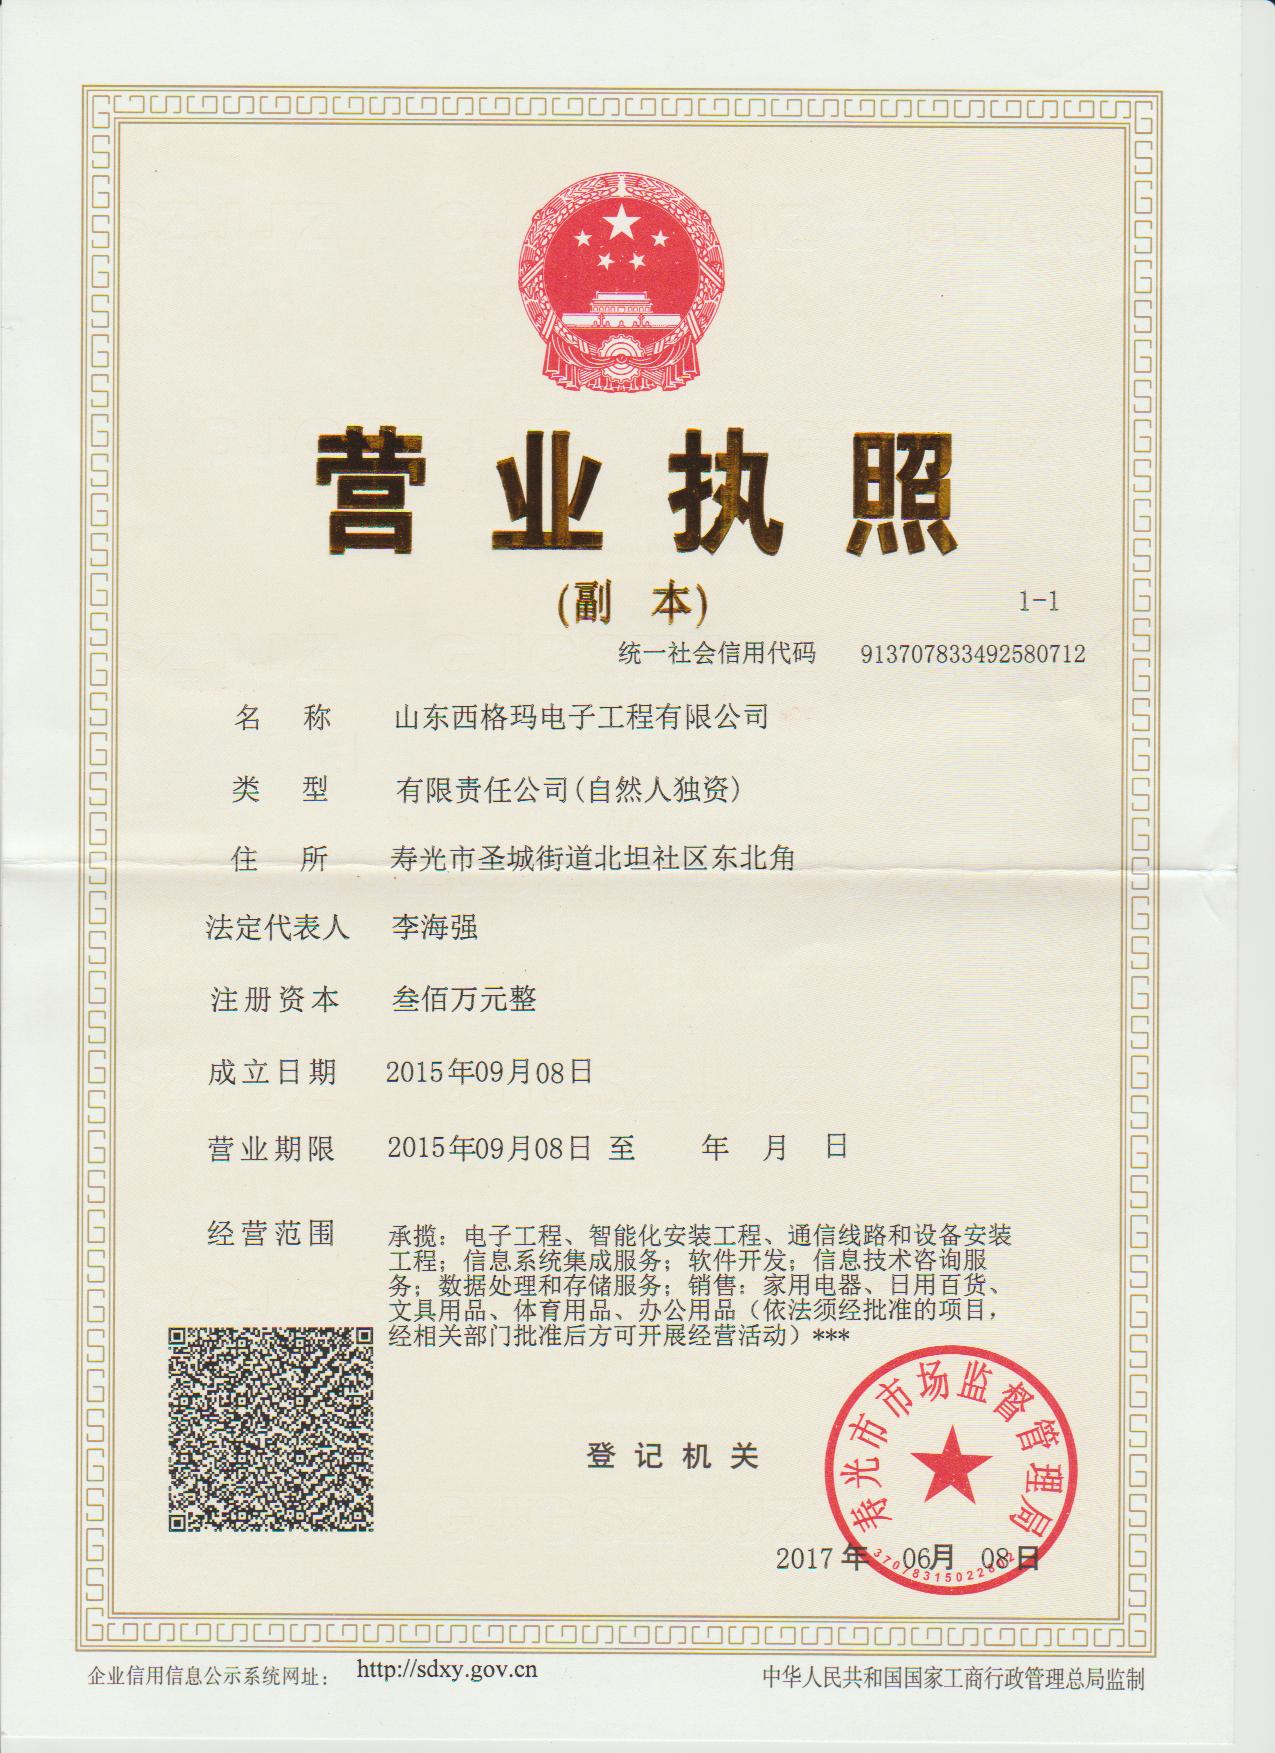 营业执照
(副 本)
1-1
统一社会信用代码 913707833492580712
名 称 山东西格玛电子工程有限公司
类 型 有限责任公司(自然人独资)
住 所 寿光市圣城街道北坦社区东北角
法定代表人 李海强
注册资本 叁佰万元整
成立日期 2015年09月08日
营业期限 2015年09月08日 至 年 月 日
经营范围 承揽：电子工程、智能化安装工程、通信线路和设备安装
工程；信息系统集成服务；软件开发；信息技术咨询服
务；数据处理和存储服务；销售：家用电器、日用百货、
文具用品、体育用品、办公用品（依法须经批准的项目，
经相关部门批准后方可开展经营活动）***
登记机关
寿光市市场监督管理局
2017年 06月 08日
3707831502280​2
企业信用信息公示系统网址： http://sdxy.gov.cn
中华人民共和国国家工商行政管理总局监制